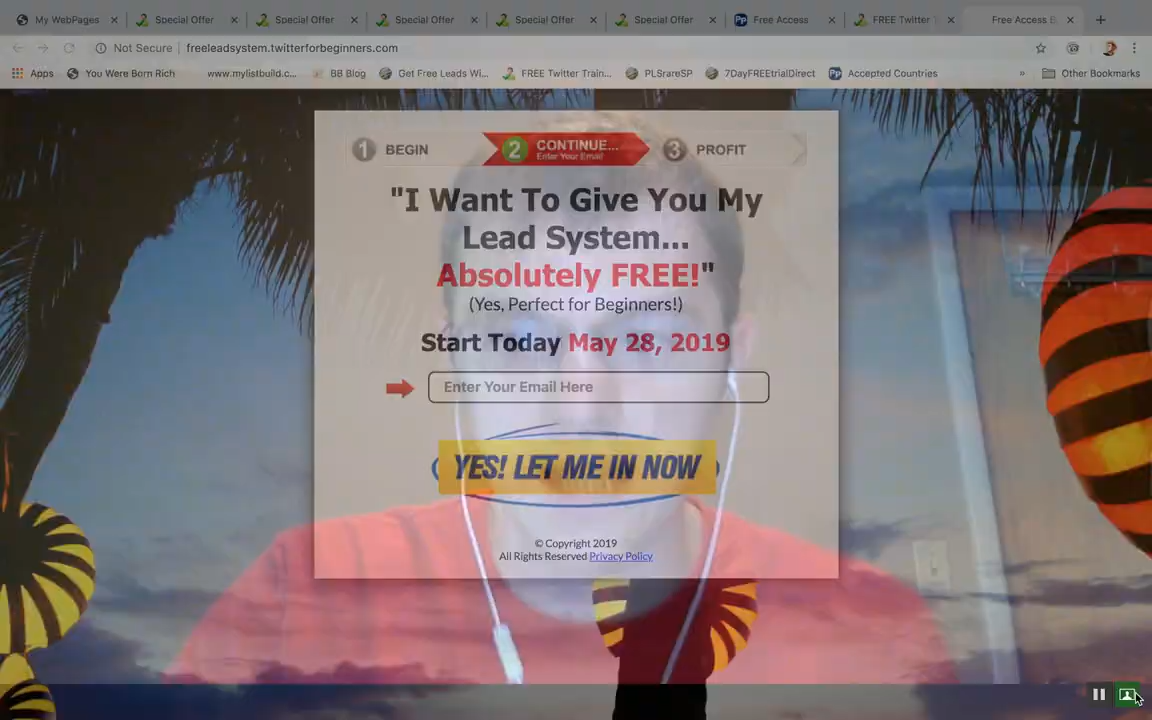 My WebPages
Special Offer
Special Offer
Special Offer
Special Offer
Special Offer
Free Access
FREE Twitter T
Free Access B
Not Secure
freeleadsystem.twitterforbeginners.com
Apps
You Were Born Rich
www.mylistbuild.c...
BB Blog
Get Free Leads Wi...
FREE Twitter Train...
PLSrareSP
7DayFREEtrialDirect
Accepted Countries
»
Other Bookmarks
1 BEGIN
2 CONTINUE...
Enter Your Email
3 PROFIT
"I Want To Give You My
Lead System...
Absolutely FREE!"
(Yes, Perfect for Beginners!)
Start Today May 28, 2019
Enter Your Email Here
YES! LET ME IN NOW
© Copyright 2019
All Rights Reserved Privacy Policy